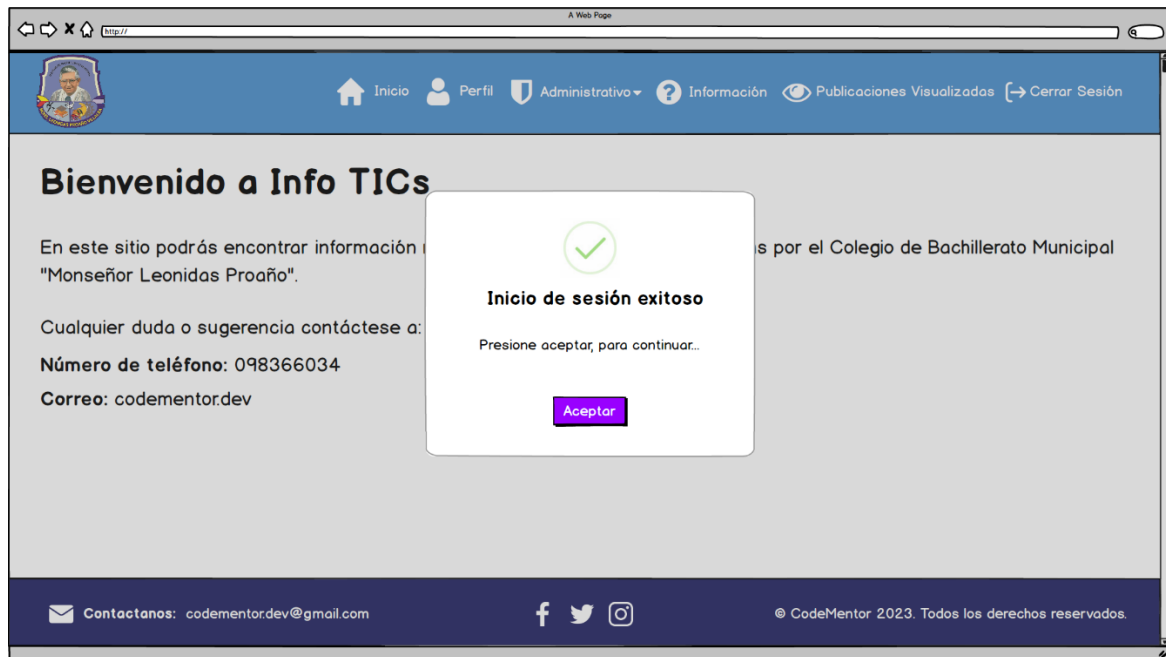 A Web Page
http://
Inicio Perfil Administrativo Información Publicaciones Visualizadas Cerrar Sesión
Bienvenido a Info TICs
En este sitio podrás encontrar información por el Colegio de Bachillerato Municipal
"Monseñor Leonidas Proaño".
Cualquier duda o sugerencia contáctese a:
Número de teléfono: 098366034
Correo: codementor.dev
Inicio de sesión exitoso
Presione aceptar, para continuar...
Aceptar
Contactanos: codementor.dev@gmail.com
© CodeMentor 2023. Todos los derechos reservados.